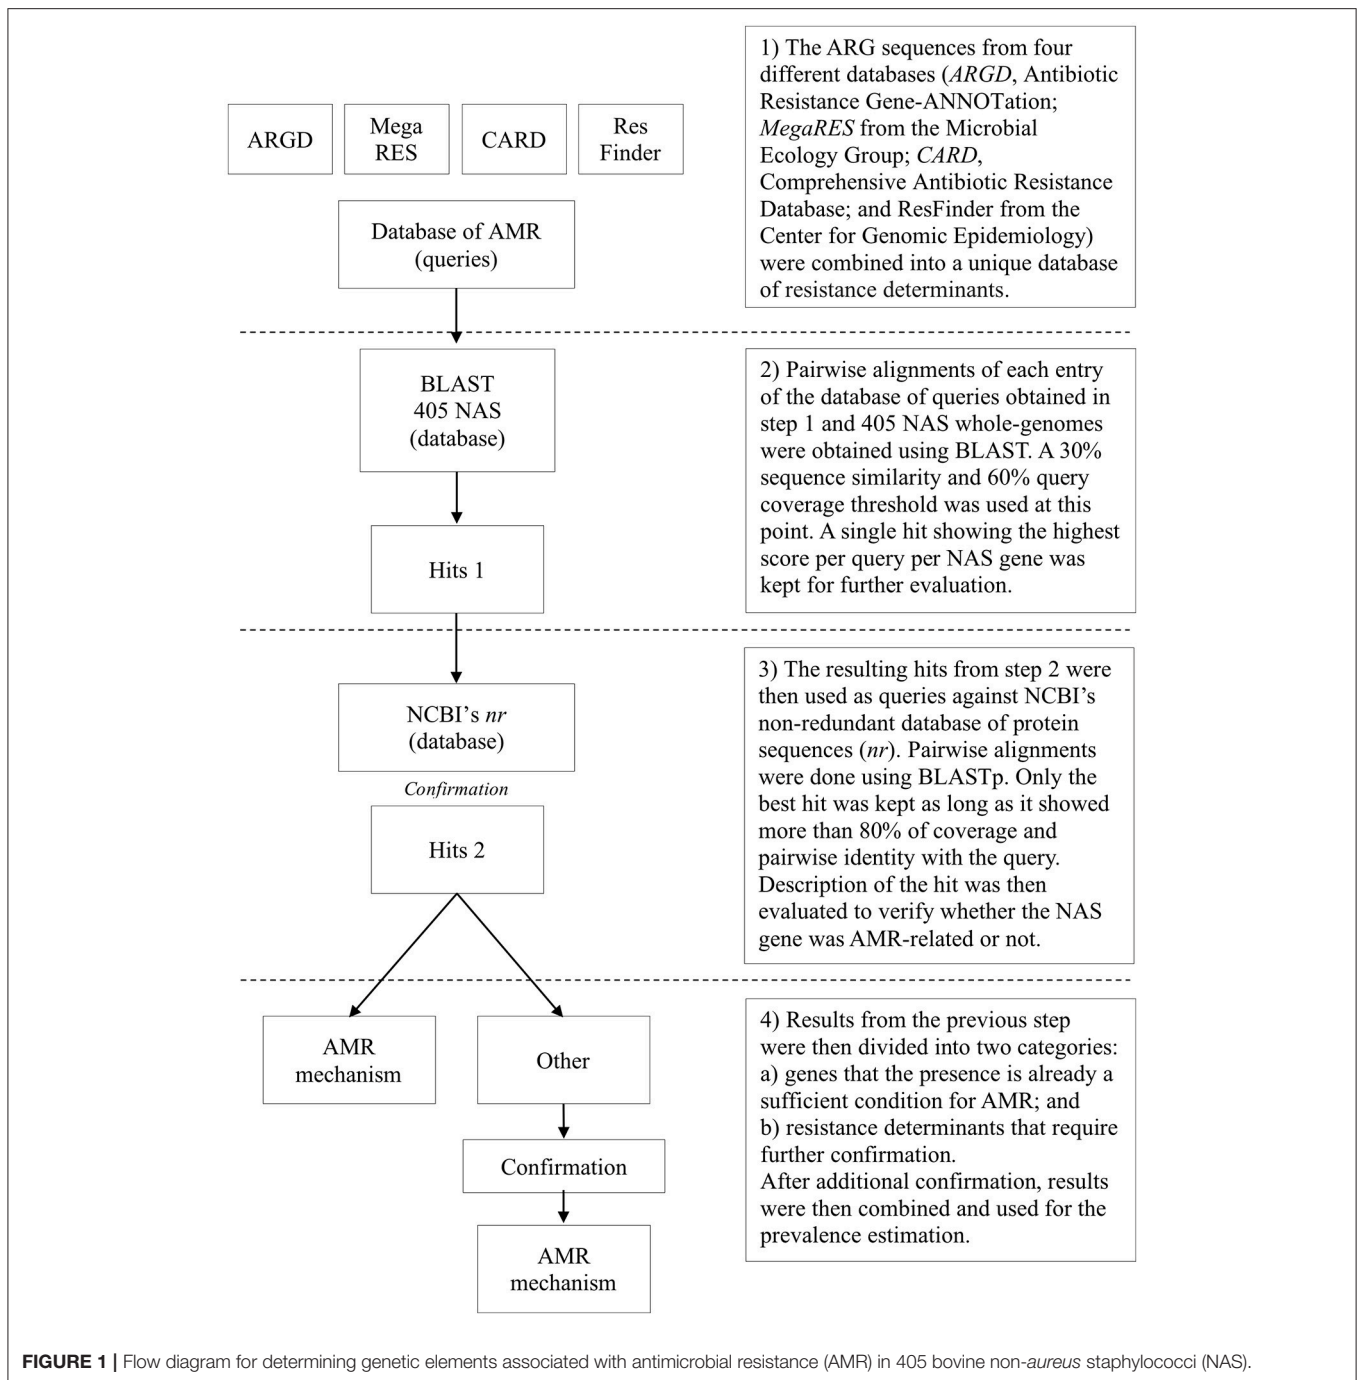 ARGD
Mega
RES
CARD
Res
Finder
Database of AMR
(queries)
1) The ARG sequences from four
different databases (ARGD, Antibiotic
Resistance Gene-ANNOTation;
MegaRES from the Microbial
Ecology Group; CARD,
Comprehensive Antibiotic Resistance
Database; and ResFinder from the
Center for Genomic Epidemiology)
were combined into a unique database
of resistance determinants.
BLAST
405 NAS
(database)
Hits 1
2) Pairwise alignments of each entry
of the database of queries obtained in
step 1 and 405 NAS whole-genomes
were obtained using BLAST. A 30%
sequence similarity and 60% query
coverage threshold was used at this
point. A single hit showing the highest
score per query per NAS gene was
kept for further evaluation.
NCBI’s nr
(database)
Confirmation
Hits 2
3) The resulting hits from step 2 were
then used as queries against NCBI’s
non-redundant database of protein
sequences (nr). Pairwise alignments
were done using BLASTp. Only the
best hit was kept as long as it showed
more than 80% of coverage and
pairwise identity with the query.
Description of the hit was then
evaluated to verify whether the NAS
gene was AMR-related or not.
AMR
mechanism
Other
Confirmation
AMR
mechanism
4) Results from the previous step
were then divided into two categories:
a) genes that the presence is already a
sufficient condition for AMR; and
b) resistance determinants that require
further confirmation.
After additional confirmation, results
were then combined and used for the
prevalence estimation.
FIGURE 1 | Flow diagram for determining genetic elements associated with antimicrobial resistance (AMR) in 405 bovine non-aureus staphylococci (NAS).